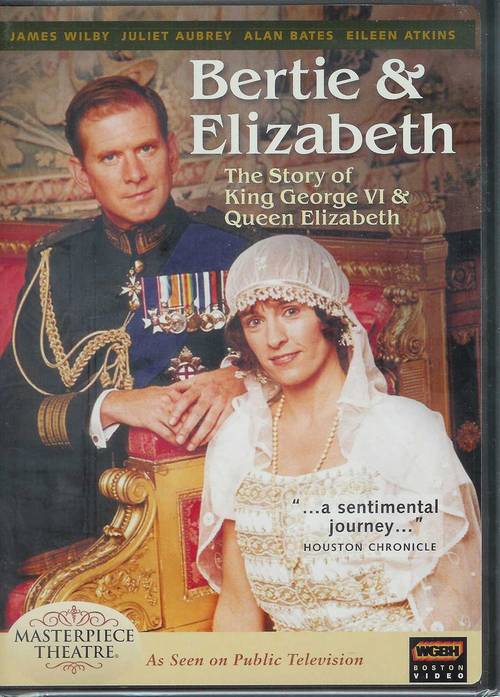 JAMES WILBY JULIET AUBREY ALAN BATES EILEEN ATKINS
Bertie &
Elizabeth
The Story of
King George VI &
Queen Elizabeth
"...a sentimental
journey..."
HOUSTON CHRONICLE
MASTERPIECE
THEATRE®
As Seen on Public Television
WGBH
BOSTON
VIDEO